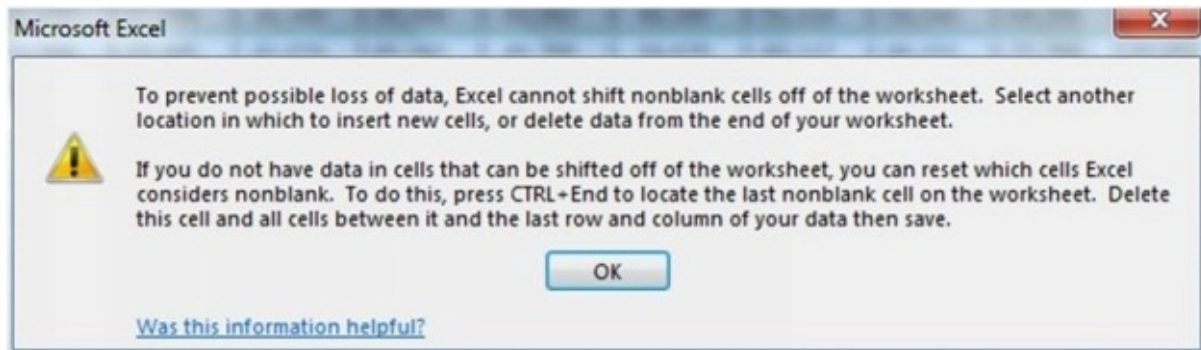 Microsoft Excel
To prevent possible loss of data, Excel cannot shift nonblank cells off of the worksheet.  Select another
location in which to insert new cells, or delete data from the end of your worksheet.
If you do not have data in cells that can be shifted off of the worksheet, you can reset which cells Excel
considers nonblank.  To do this, press CTRL+End to locate the last nonblank cell on the worksheet.  Delete
this cell and all cells between it and the last row and column of your data then save.
OK
Was this information helpful?